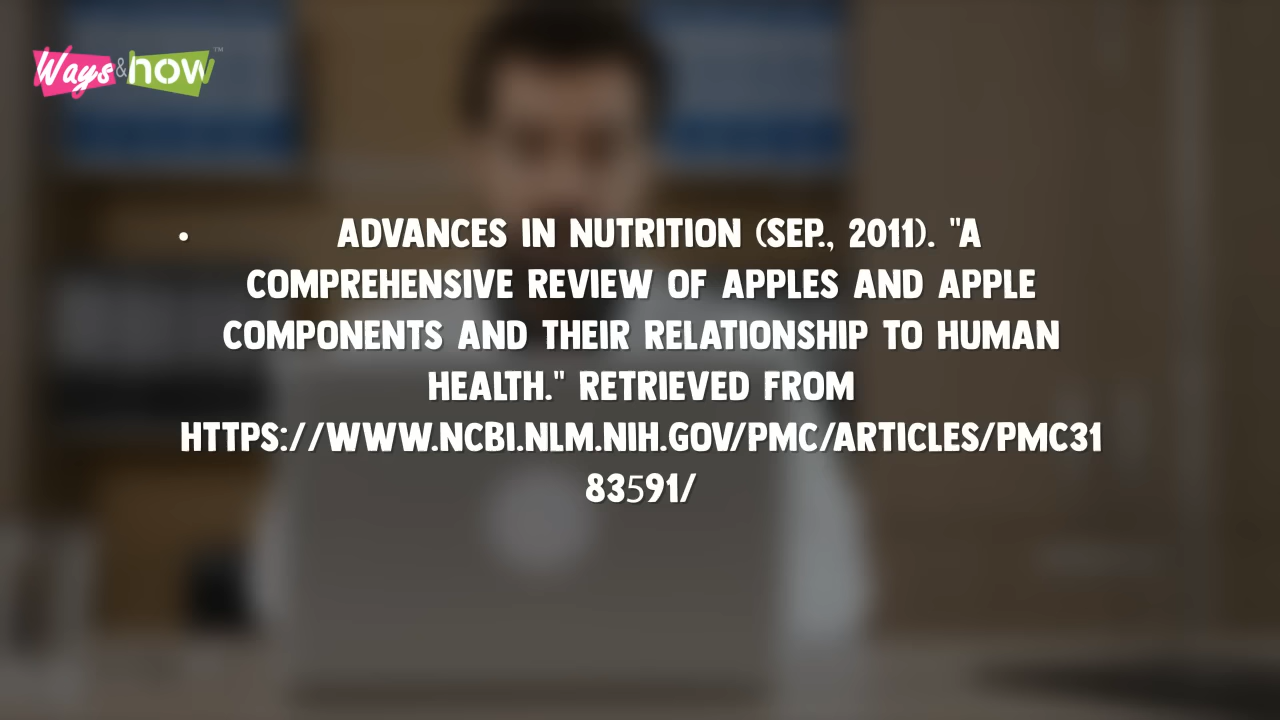 Ways&how™
• ADVANCES IN NUTRITION (SEP., 2011). "A
COMPREHENSIVE REVIEW OF APPLES AND APPLE
COMPONENTS AND THEIR RELATIONSHIP TO HUMAN
HEALTH." RETRIEVED FROM
HTTPS://WWW.NCBI.NLM.NIH.GOV/PMC/ARTICLES/PMC31
83591/